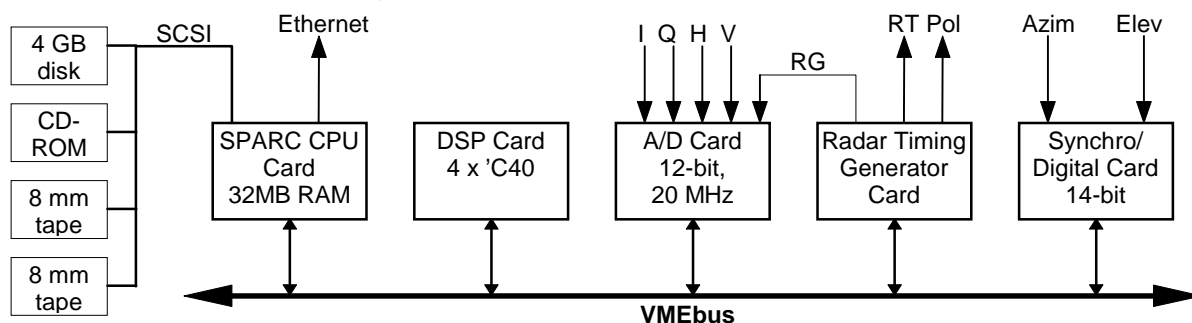 SCSI
Ethernet
I Q H V
RG
RT Pol
Azim
Elev
4 GB
disk
CD-
ROM
8 mm
tape
8 mm
tape
SPARC CPU
Card
32MB RAM
DSP Card
4 x 'C40
A/D Card
12-bit,
20 MHz
Radar Timing
Generator
Card
Synchro/
Digital Card
14-bit
VMEbus